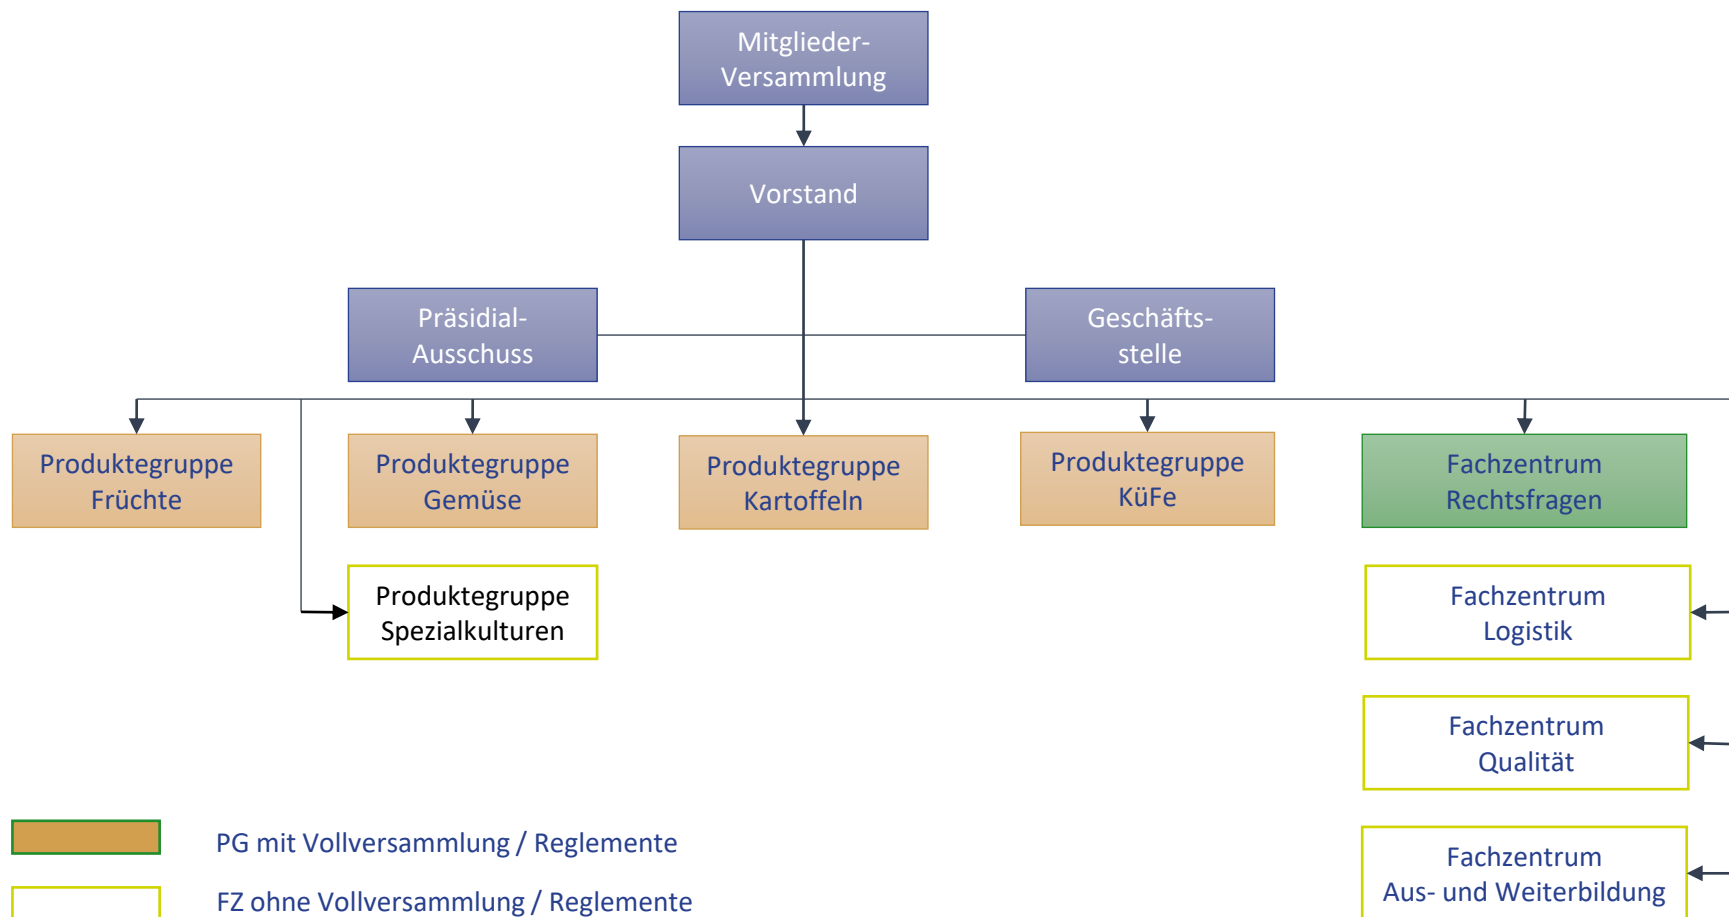 Mitglieder-
Versammlung
Vorstand
Präsidial-
Ausschuss
Geschäfts-
stelle
Produktegruppe
Früchte
Produktegruppe
Gemüse
Produktegruppe
Kartoffeln
Produktegruppe
KüFe
Fachzentrum
Rechtsfragen
Produktegruppe
Spezialkulturen
Fachzentrum
Logistik
Fachzentrum
Qualität
Fachzentrum
Aus- und Weiterbildung
PG mit Vollversammlung / Reglemente
FZ ohne Vollversammlung / Reglemente